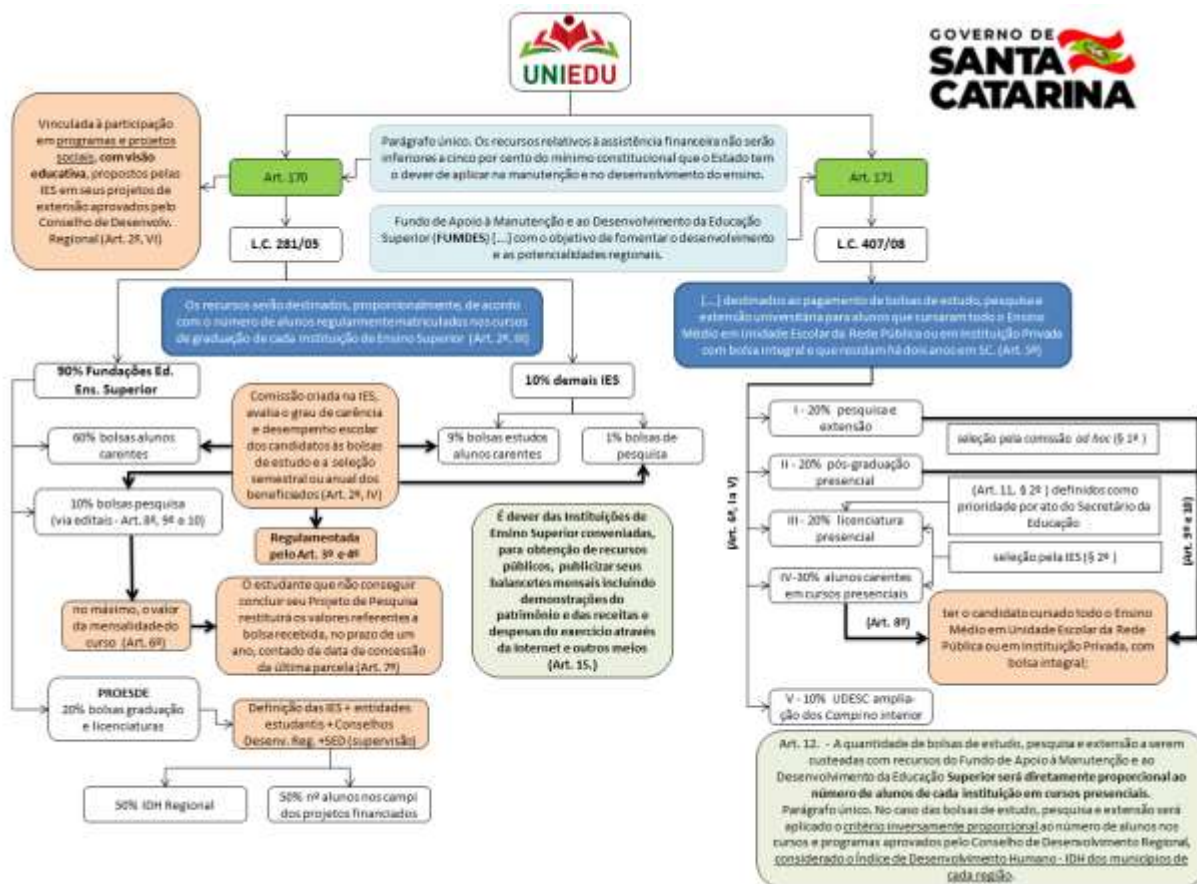 UNIEDU
GOVERNO DE
SANTA
CATARINA
Vinculada à participação
em programas e projetos
sociais, com visão
educativa, propostos pelas
IES em seus projetos de
extensão aprovados pelo
Conselho de Desenvolv.
Regional (Art. 2º, VI)
Parágrafo único. Os recursos relativos à assistência financeira não serão
inferiores a cinco por cento do mínimo constitucional que o Estado tem
o dever de aplicar na manutenção e no desenvolvimento do ensino.
Art. 170
Art. 171
Fundo de Apoio à Manutenção e ao Desenvolvimento da Educação
Superior (FUMDES) [...] com o objetivo de fomentar o desenvolvimento
e as potencialidades regionais.
L.C. 281/05
L.C. 407/08
Os recursos serão destinados, proporcionalmente, de acordo
com o número de alunos regularmente matriculados nos cursos
de graduação de cada Instituição de Ensino Superior (Art. 2º, III)
[...] destinados ao pagamento de bolsas de estudo, pesquisa e
extensão universitária para alunos que cursaram todo o Ensino
Médio em Unidade Escolar da Rede Pública ou em Instituição Privada
com bolsa integral e que residam há dois anos em SC. (Art. 5º)
90% Fundações Ed.
Ens. Superior
10% demais IES
Comissão criada na IES,
avalia o grau de carência
e desempenho escolar
dos candidatos às bolsas
de estudo e a seleção
semestral ou anual dos
beneficiados (Art. 2º, IV)
60% bolsas alunos
carentes
9% bolsas estudos
alunos carentes
1% bolsas de
pesquisa
10% bolsas pesquisa
(via editais - Art. 8º, 9º e 10)
Regulamentada
pelo Art. 3º e 4º
É dever das Instituições de
Ensino Superior conveniadas,
para obtenção de recursos
públicos, publicizar seus
balancetes mensais incluindo
demonstrações do
patrimônio e das receitas e
despesas do exercício através
da Internet e outros meios
(Art. 15.)
no máximo, o valor
da mensalidade do
curso (Art. 6º)
O estudante que não conseguir
concluir seu Projeto de Pesquisa
restituirá os valores referentes a
bolsa recebida, no prazo de um
ano, contado da data de concessão
da última parcela (Art. 7º)
PROESDE
20% bolsas graduação
e licenciaturas
Definição das IES + entidades
estudantis + Conselhos
Desenv. Reg. +SED (supervisão)
50% IDH Regional
50% nº alunos nos campi
dos projetos financiados
(Art. 6º, I a V)
I - 20% pesquisa e
extensão
seleção pela comissão ad hoc (§ 1º )
II - 20% pós-graduação
presencial
(Art. 11, § 2º ) definidos como
prioridade por ato do Secretário da
Educação
III - 20% licenciatura
presencial
seleção pela IES (§ 2º )
IV-30% alunos carentes
em cursos presenciais
(Art. 9º e 10)
(Art. 8º)
ter o candidato cursado todo o Ensino
Médio em Unidade Escolar da Rede
Pública ou em Instituição Privada, com
bolsa integral;
V - 10% UDESC amplia-
ção dos Campi no interior
Art. 12. - A quantidade de bolsas de estudo, pesquisa e extensão a serem
custeadas com recursos do Fundo de Apoio à Manutenção e ao
Desenvolvimento da Educação Superior será diretamente proporcional ao
número de alunos de cada instituição em cursos presenciais.
Parágrafo único. No caso das bolsas de estudo, pesquisa e extensão será
aplicado o critério inversamente proporcional ao número de alunos nos
cursos e programas aprovados pelo Conselho de Desenvolvimento Regional,
considerado o Índice de Desenvolvimento Humano - IDH dos municípios de
cada região.